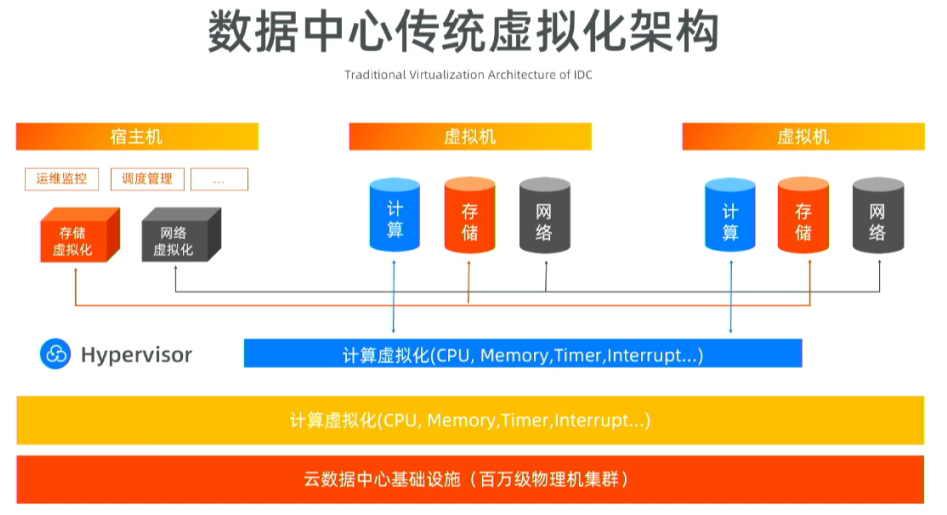 数据中心传统虚拟化架构
Traditional Virtualization Architecture of IDC
宿主机
虚拟机
虚拟机
运维监控
调度管理
...
存储
虚拟化
网络
虚拟化
计算
存储
网络
计算
存储
网络
Hypervisor
计算虚拟化(CPU, Memory,Timer,Interrupt...)
计算虚拟化(CPU, Memory,Timer,Interrupt...)
云数据中心基础设施（百万级物理机集群）